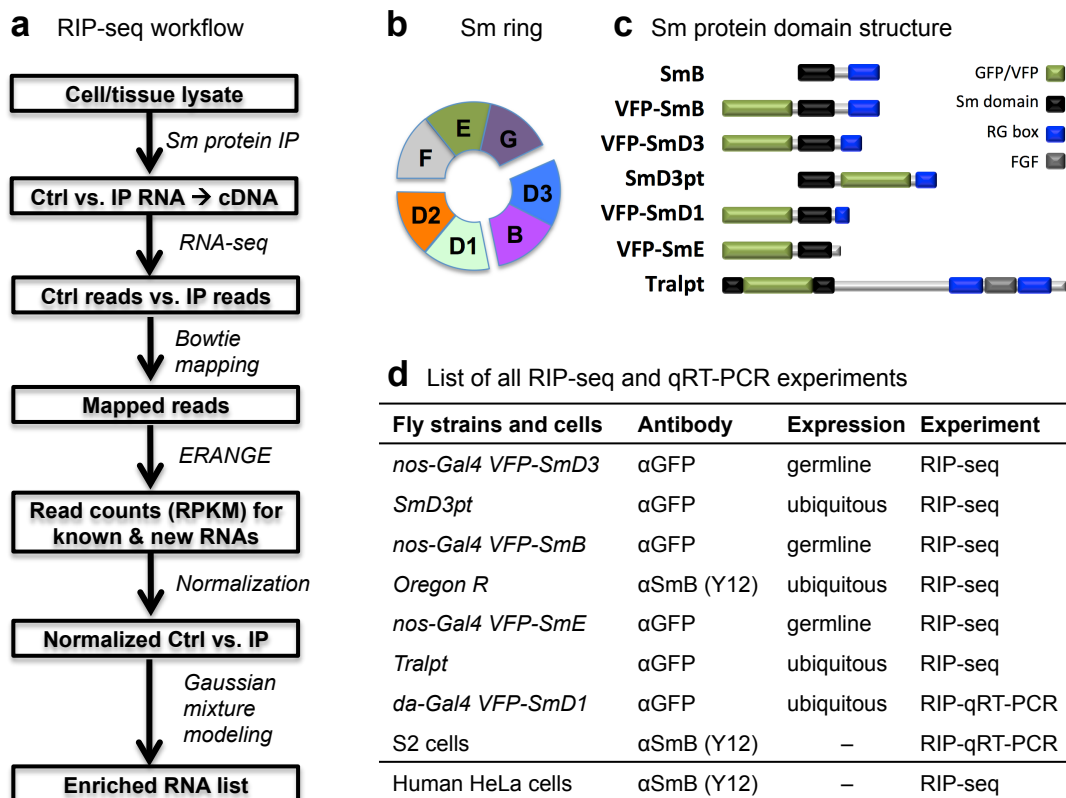 a RIP-seq workflow
Cell/tissue lysate
Sm protein IP
Ctrl vs. IP RNA → cDNA
RNA-seq
Ctrl reads vs. IP reads
Bowtie
mapping
Mapped reads
ERANGE
Read counts (RPKM) for
known & new RNAs
Normalization
Normalized Ctrl vs. IP
Gaussian
mixture
modeling
Enriched RNA list
b Sm ring
E
G
F
D3
D2
B
D1
c Sm protein domain structure
SmB
VFP-SmB
VFP-SmD3
SmD3pt
VFP-SmD1
VFP-SmE
Tralpt
GFP/VFP
Sm domain
RG box
FGF
d List of all RIP-seq and qRT-PCR experiments
Fly strains and cells Antibody Expression Experiment
nos-Gal4 VFP-SmD3 αGFP germline RIP-seq
SmD3pt αGFP ubiquitous RIP-seq
nos-Gal4 VFP-SmB αGFP germline RIP-seq
Oregon R αSmB (Y12) ubiquitous RIP-seq
nos-Gal4 VFP-SmE αGFP germline RIP-seq
Tralpt αGFP ubiquitous RIP-seq
da-Gal4 VFP-SmD1 αGFP ubiquitous RIP-qRT-PCR
S2 cells αSmB (Y12) – RIP-qRT-PCR
Human HeLa cells αSmB (Y12) – RIP-seq